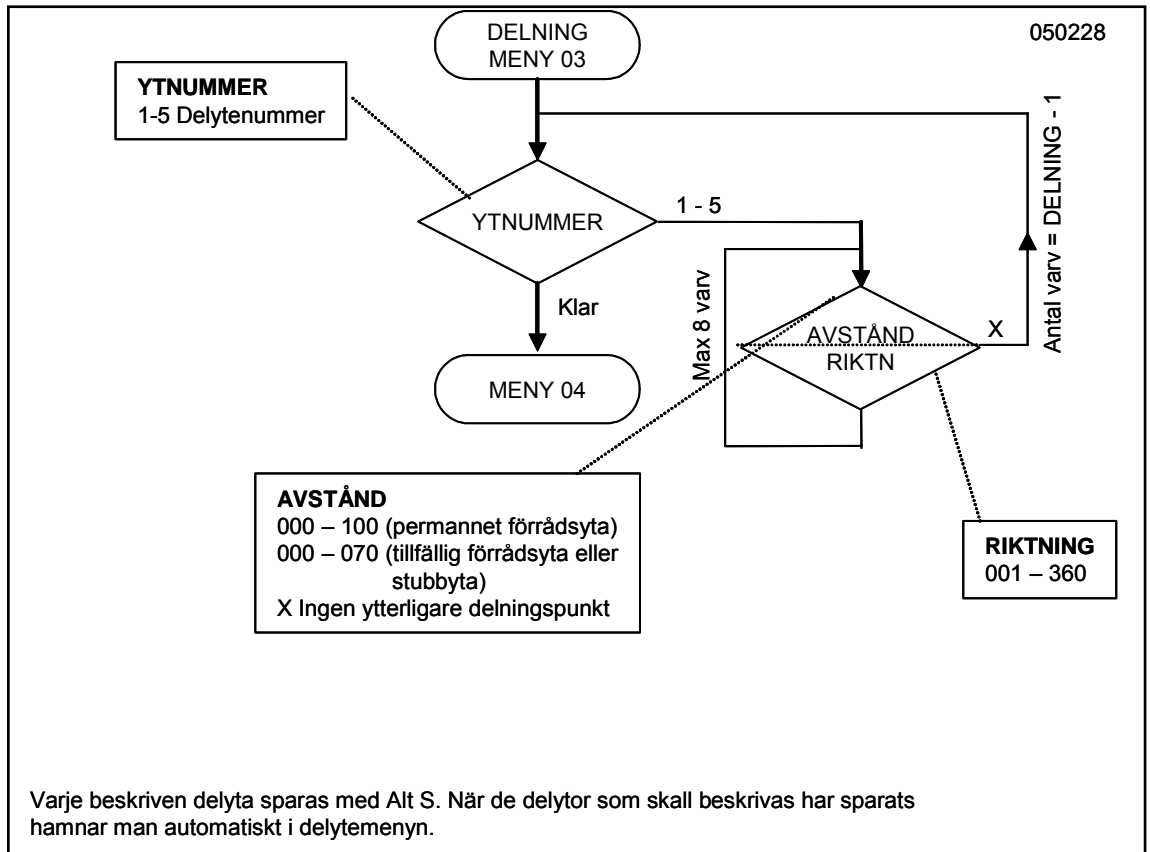 DELNING
MENY 03
050228
YTNUMMER
1-5 Delytenummer
YTNUMMER
1 - 5
Klar
MENY 04
Max 8 varv
AVSTÅND
RIKTN
X
Antal varv = DELNING - 1
AVSTÅND
000 – 100 (permannet förrådsyta)
000 – 070 (tillfällig förrådsyta eller
stubbyta)
X Ingen ytterligare delningspunkt
RIKTNING
001 – 360
Varje beskriven delyta sparas med Alt S. När de delytor som skall beskrivas har sparats
hamnar man automatiskt i delytemenyn.